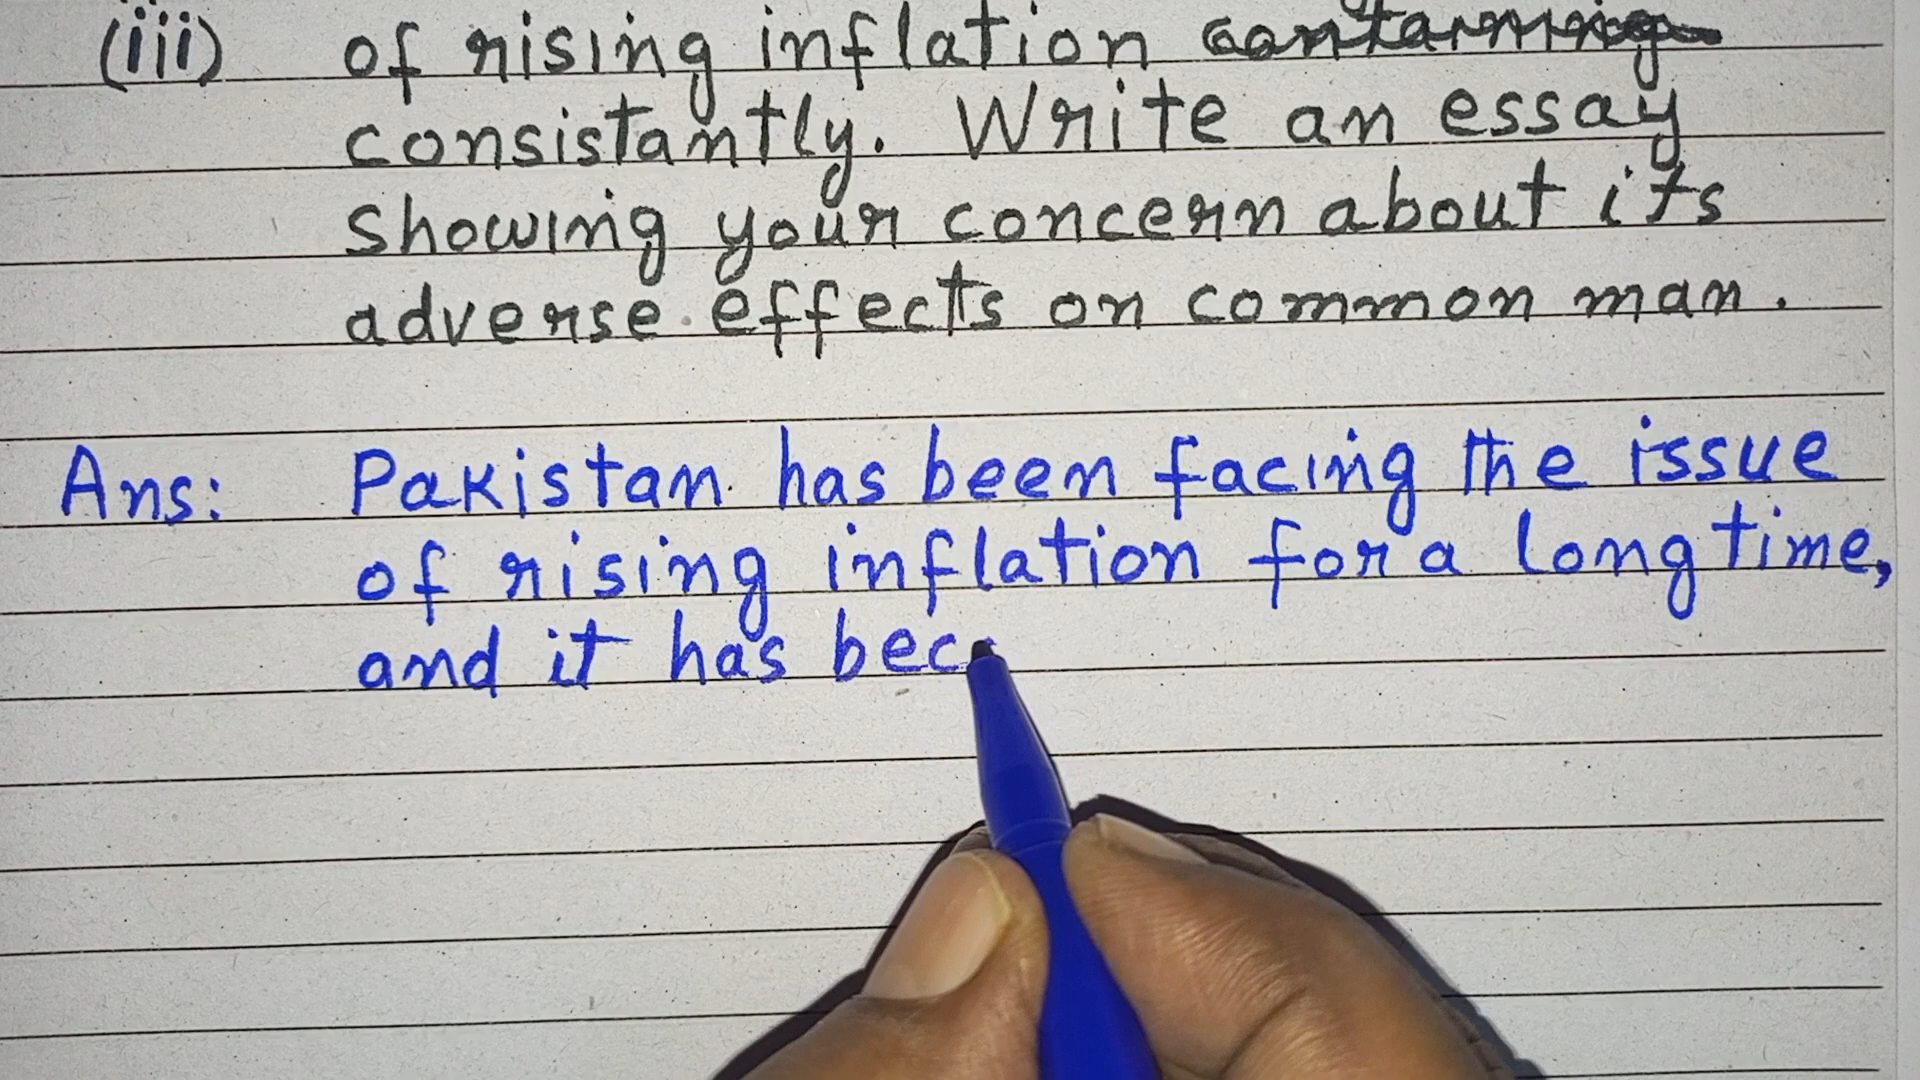 (iii) of rising inflation
consistantly. Write an essay
showing your concern about its
adverse effects on common man.
Ans: Pakistan has been facing the issue
of rising inflation for a long time,
and it has bec